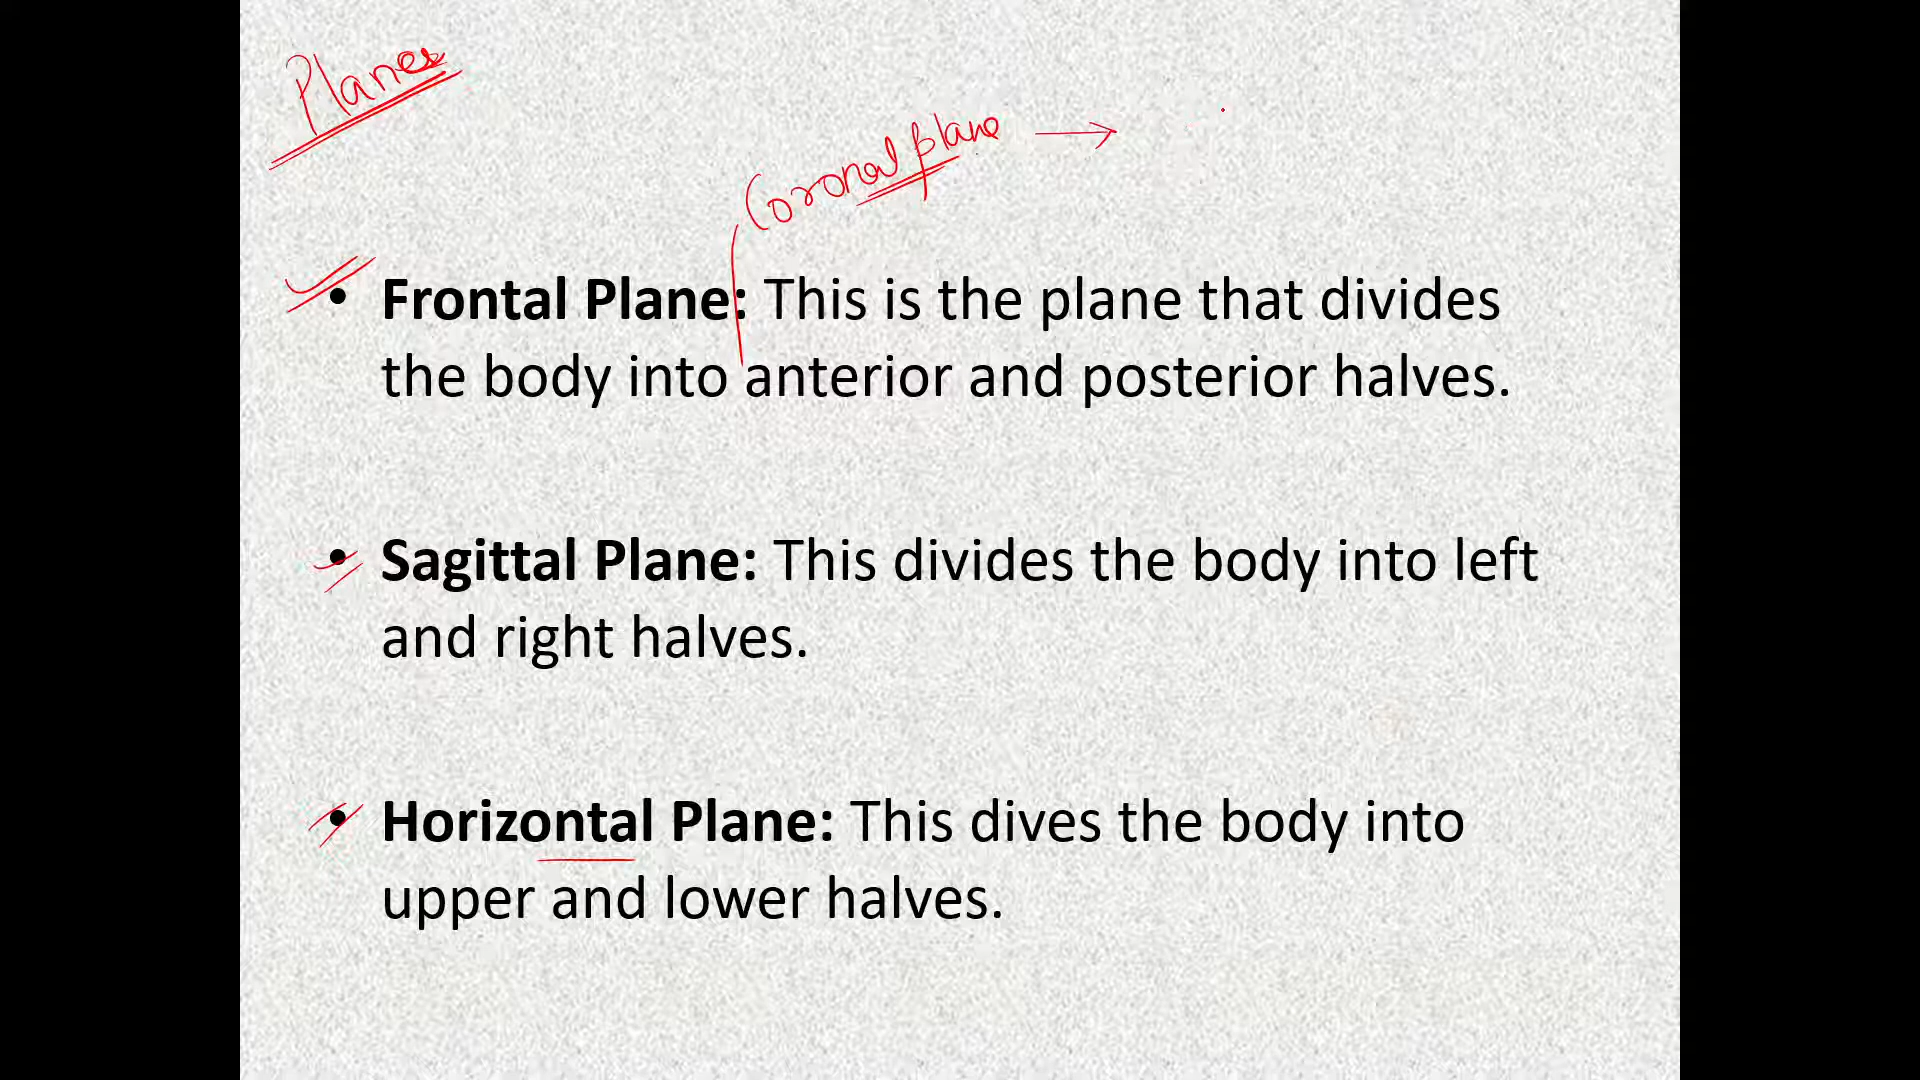 Planes
Coronal plane →
• Frontal Plane: This is the plane that divides
the body into anterior and posterior halves.
• Sagittal Plane: This divides the body into left
and right halves.
• Horizontal Plane: This dives the body into
upper and lower halves.